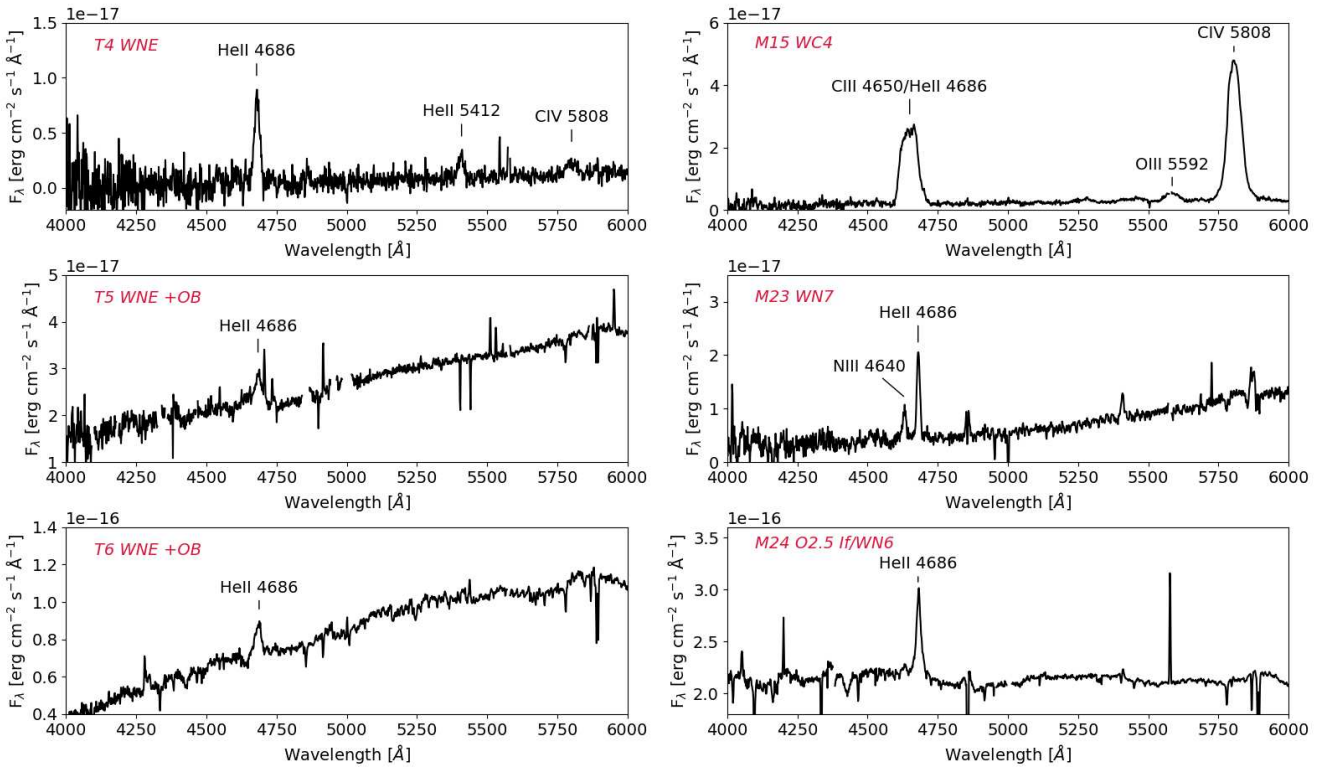 1e−17
T4 WNE
HeII 4686
HeII 5412
CIV 5808
1.5
1.0
0.5
0.0
F_λ [erg cm⁻² s⁻¹ Å⁻¹]
4000 4250 4500 4750 5000 5250 5500 5750 6000
Wavelength [Å]
1e−17
M15 WC4
CIV 5808
CIII 4650/HeII 4686
OIII 5592
6
4
2
0
F_λ [erg cm⁻² s⁻¹ Å⁻¹]
4000 4250 4500 4750 5000 5250 5500 5750 6000
Wavelength [Å]
1e−17
T5 WNE +OB
HeII 4686
5
4
3
2
1
F_λ [erg cm⁻² s⁻¹ Å⁻¹]
4000 4250 4500 4750 5000 5250 5500 5750 6000
Wavelength [Å]
1e−17
M23 WN7
HeII 4686
NIII 4640
3
2
1
0
F_λ [erg cm⁻² s⁻¹ Å⁻¹]
4000 4250 4500 4750 5000 5250 5500 5750 6000
Wavelength [Å]
1e−16
T6 WNE +OB
HeII 4686
1.4
1.2
1.0
0.8
0.6
0.4
F_λ [erg cm⁻² s⁻¹ Å⁻¹]
4000 4250 4500 4750 5000 5250 5500 5750 6000
Wavelength [Å]
1e−16
M24 O2.5 If/WN6
HeII 4686
3.5
3.0
2.5
2.0
F_λ [erg cm⁻² s⁻¹ Å⁻¹]
4000 4250 4500 4750 5000 5250 5500 5750 6000
Wavelength [Å]